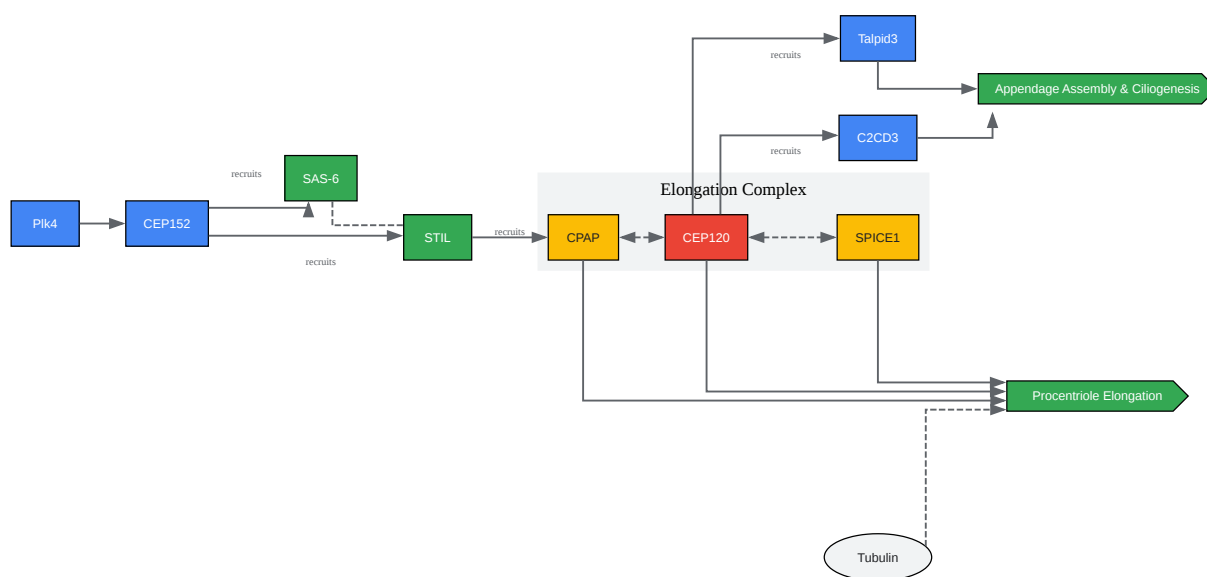 Talpid3
recruits
Appendage Assembly & Ciliogenesis
C2CD3
recruits
recruits
SAS-6
Elongation Complex
Plk4
CEP152
STIL
recruits
CPAP
CEP120
SPICE1
recruits
Procentriole Elongation
Tubulin